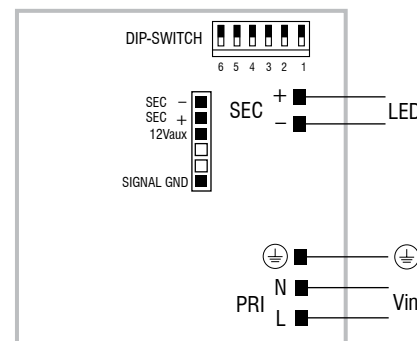 DIP-SWITCH
6 5 4 3 2 1
SEC −
SEC +
12Vaux
SIGNAL GND
SEC
+
−
LED
PRI
N
L
Vin